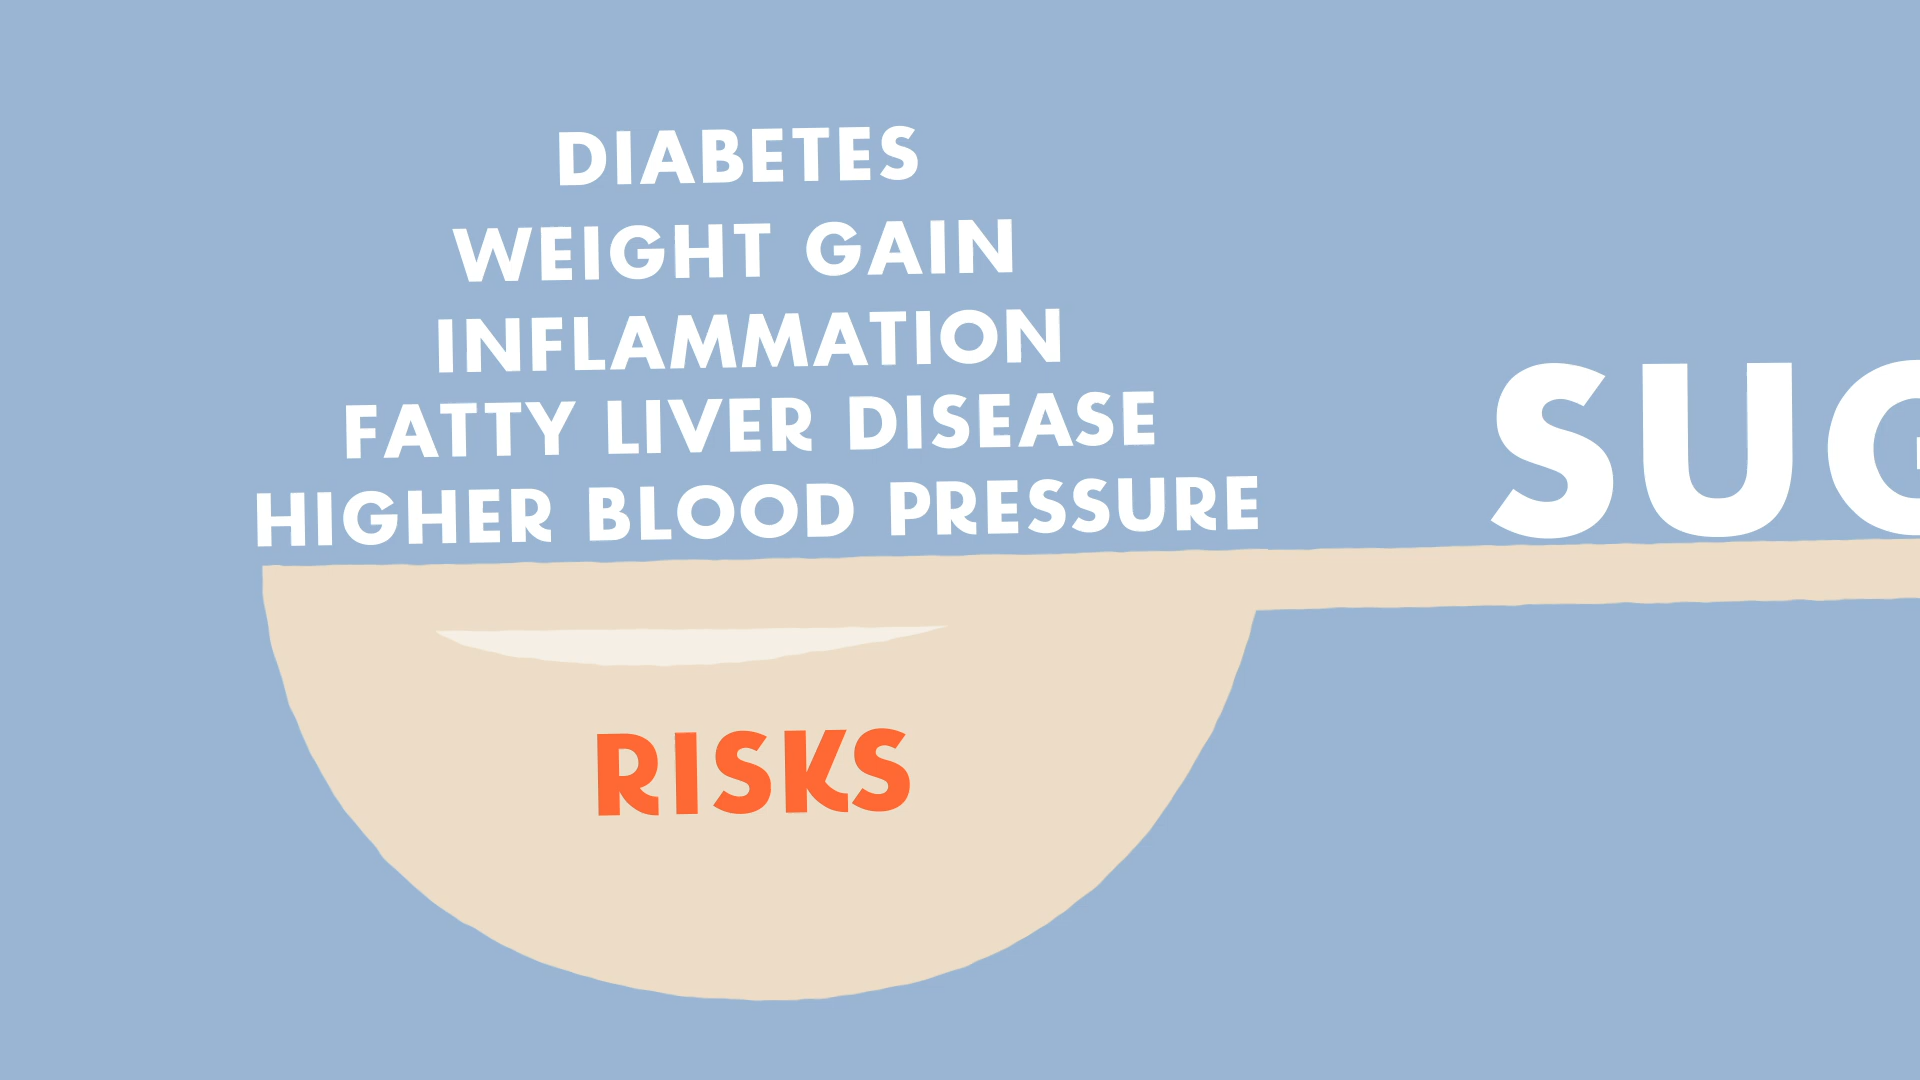 DIABETES
WEIGHT GAIN
INFLAMMATION
FATTY LIVER DISEASE
HIGHER BLOOD PRESSURE
SUG
RISKS